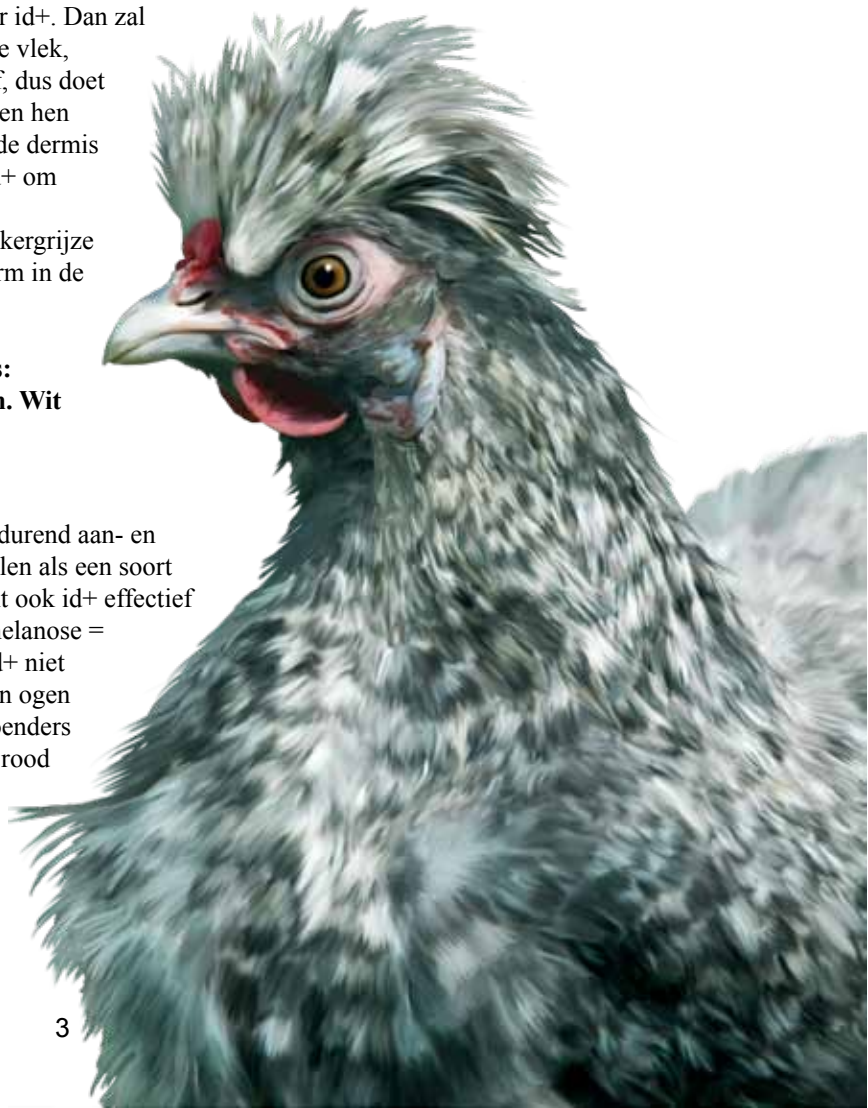 r id+. Dan zal
e vlek,
f, dus doet
en hen
de dermis
+ om
kergrijze
rm in de
s:
n. Wit
durend aan- en
len als een soort
t ook id+ effectief
nelanose =
d+ niet
n ogen
oenders
rood
3